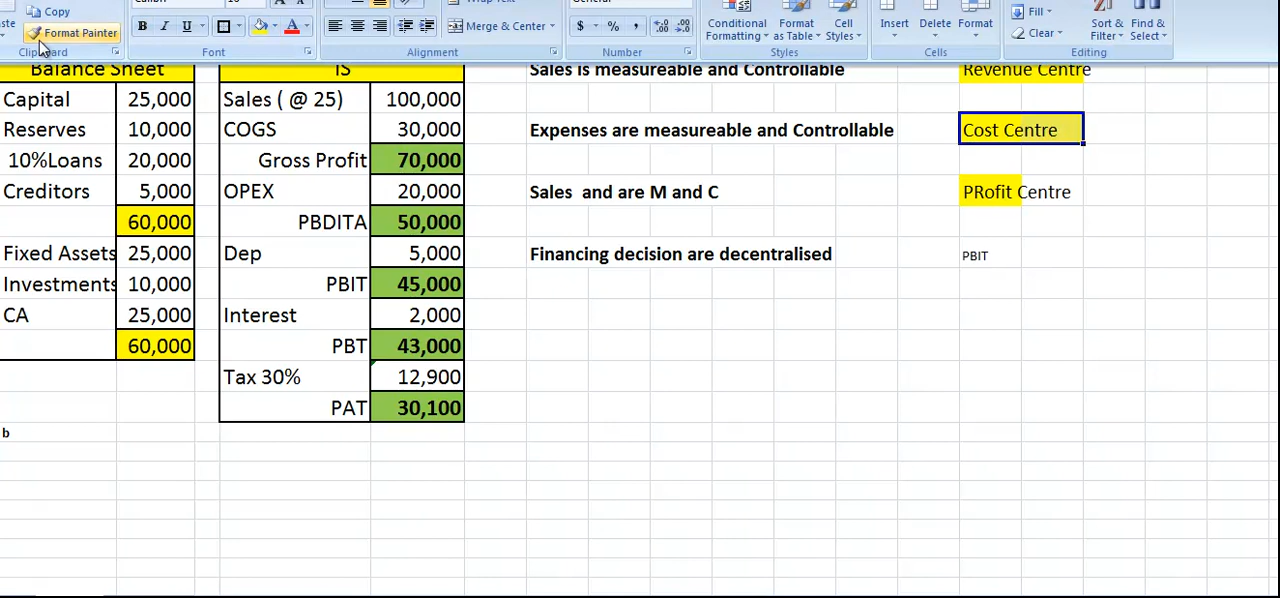 Copy
Format Painter
Clipboard
B I U
Font
Merge & Center
Alignment
$ % ,
Number
Conditional Formatting
Format as Table
Cell Styles
Styles
Insert
Delete
Format
Cells
Fill
Clear
Sort & Filter
Find & Select
Editing
Balance Sheet
IS
Sales is measureable and Controllable
Revenue Centre
Capital 25,000
Sales ( @ 25) 100,000
Reserves 10,000
COGS 30,000
Expenses are measureable and Controllable
Cost Centre
10%Loans 20,000
Gross Profit 70,000
Creditors 5,000
OPEX 20,000
Sales and are M and C
PRofit Centre
60,000
PBDITA 50,000
Fixed Assets 25,000
Dep 5,000
Financing decision are decentralised
PBIT
Investments 10,000
PBIT 45,000
CA 25,000
Interest 2,000
60,000
PBT 43,000
Tax 30% 12,900
PAT 30,100
b